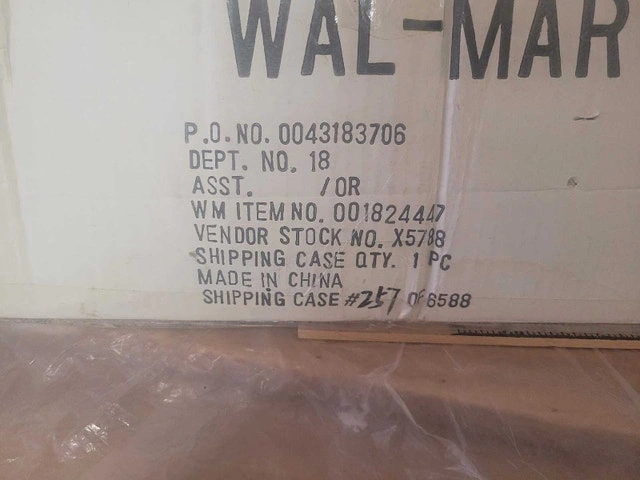 WAL-MAR
P.O.NO. 0043183706
DEPT. NO. 18
ASST. /OR
WM ITEM NO. 001824447
VENDOR STOCK NO. X5788
SHIPPING CASE QTY. 1 PC
MADE IN CHINA
SHIPPING CASE #257 OF 6588